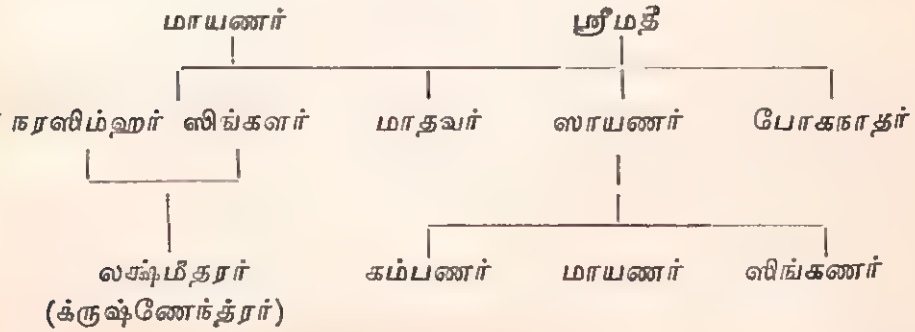 மாயணர் ஸ்ரீமதீ
நரஸிம்ஹர் ஸிங்களர் மாதவர் ஸாயணர் போகநாதர்
லக்ஷ்மீதரர் கம்பணர் மாயணர் ஸிங்கணர்
(க்ருஷ்ணேந்த்ரர்)